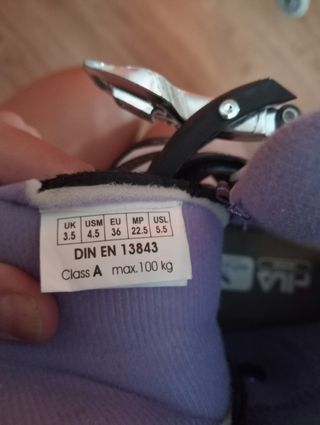 UK USM EU MP USL
3.5 4.5 36 22.5 5.5
DIN EN 13843
Class A max.100 kg
FILA